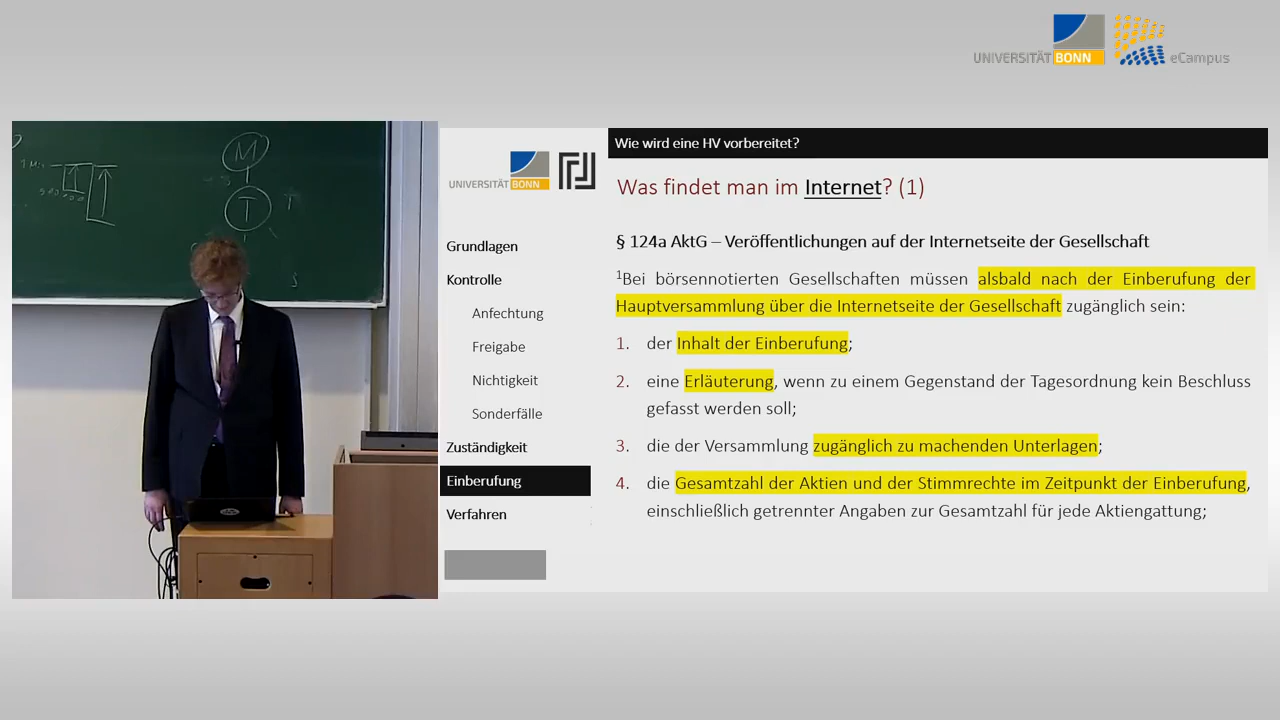 UNIVERSITÄT BONN
eCampus
M
T
UNIVERSITÄT BONN
Grundlagen
Kontrolle
Anfechtung
Freigabe
Nichtigkeit
Sonderfälle
Zuständigkeit
Einberufung
Verfahren
Wie wird eine HV vorbereitet?
Was findet man im Internet? (1)
§ 124a AktG – Veröffentlichungen auf der Internetseite der Gesellschaft
¹Bei börsennotierten Gesellschaften müssen alsbald nach der Einberufung der
Hauptversammlung über die Internetseite der Gesellschaft zugänglich sein:
1. der Inhalt der Einberufung;
2. eine Erläuterung, wenn zu einem Gegenstand der Tagesordnung kein Beschluss
gefasst werden soll;
3. die der Versammlung zugänglich zu machenden Unterlagen;
4. die Gesamtzahl der Aktien und der Stimmrechte im Zeitpunkt der Einberufung,
einschließlich getrennter Angaben zur Gesamtzahl für jede Aktiengattung;